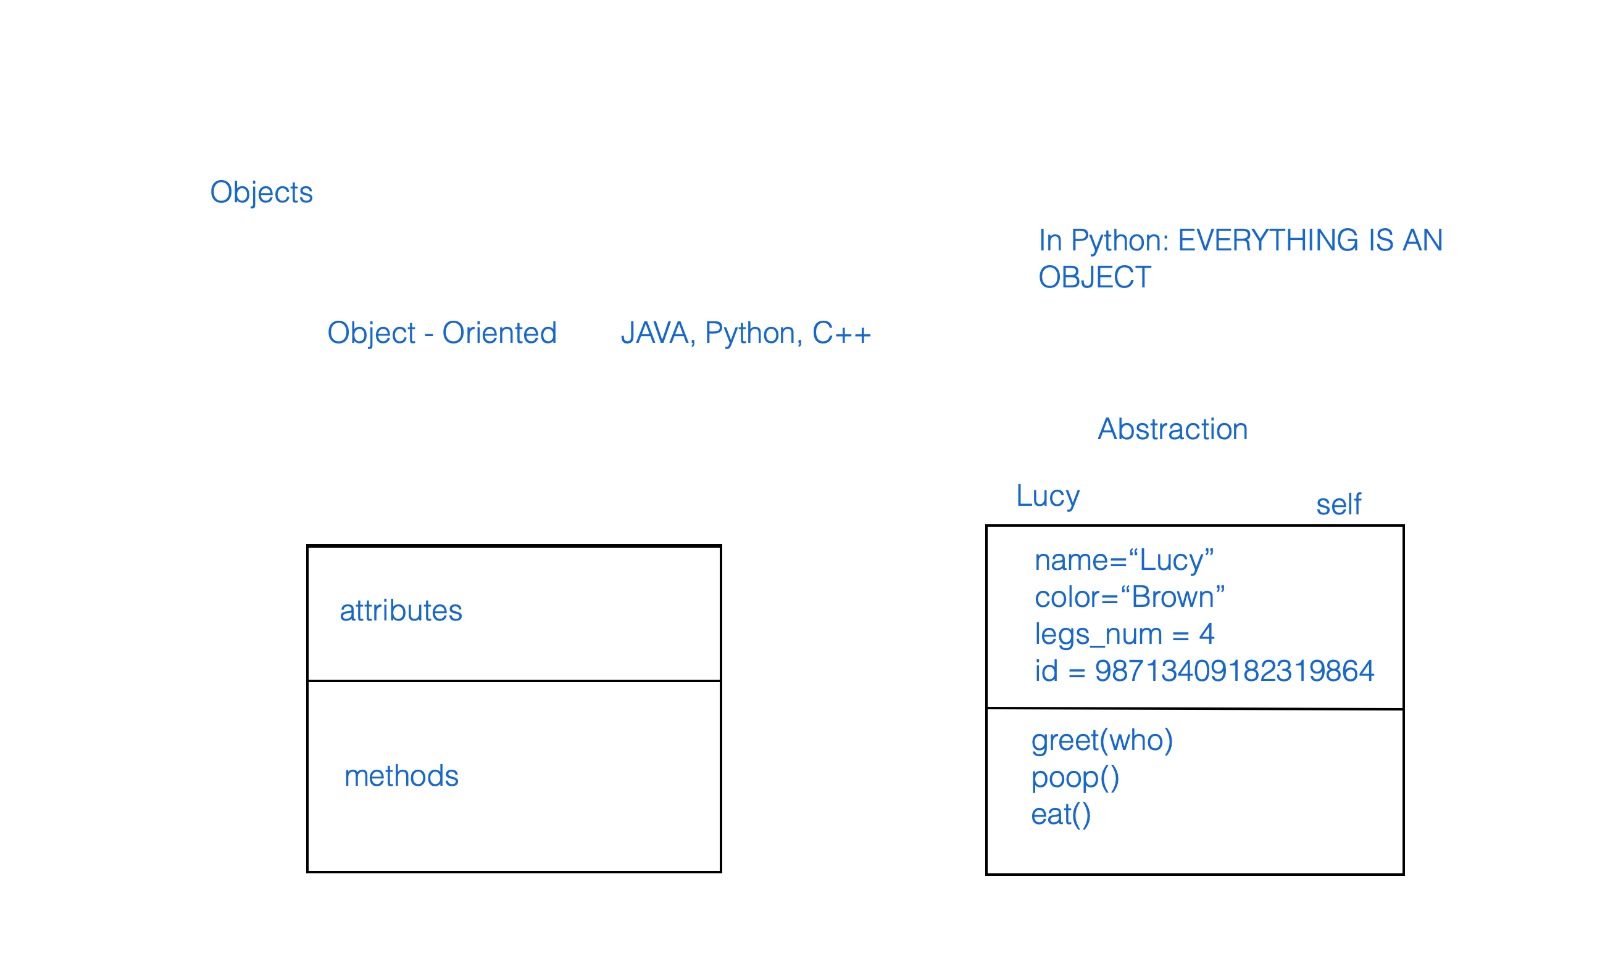 Objects
In Python: EVERYTHING IS AN
OBJECT
Object - Oriented
JAVA, Python, C++
Abstraction
Lucy
self
attributes
methods
name=“Lucy”
color=“Brown”
legs_num = 4
id = 98713409182319864
greet(who)
poop()
eat()